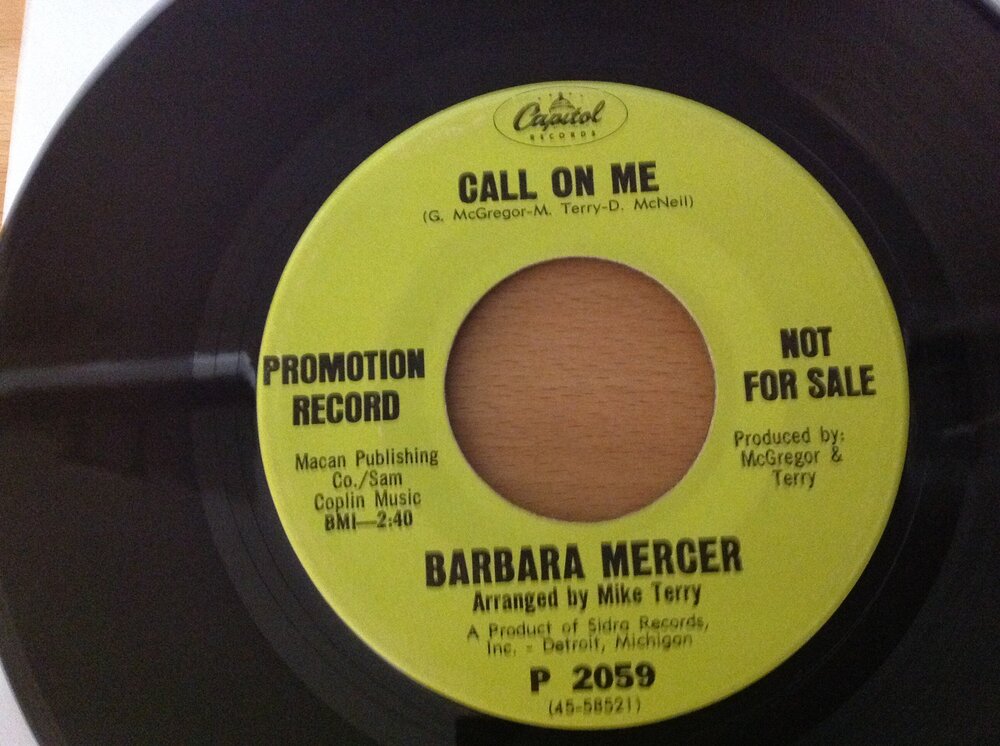 Capitol
RECORDS
CALL ON ME
(G. McGregor-M. Terry-D. McNeil)
PROMOTION
RECORD
NOT
FOR SALE
Macan Publishing
Co./Sam
Coplin Music
BMI—2:40
Produced by:
McGregor &
Terry
BARBARA MERCER
Arranged by Mike Terry
A Product of Sidra Records,
Inc. - Detroit, Michigan
P 2059
(45-58521)